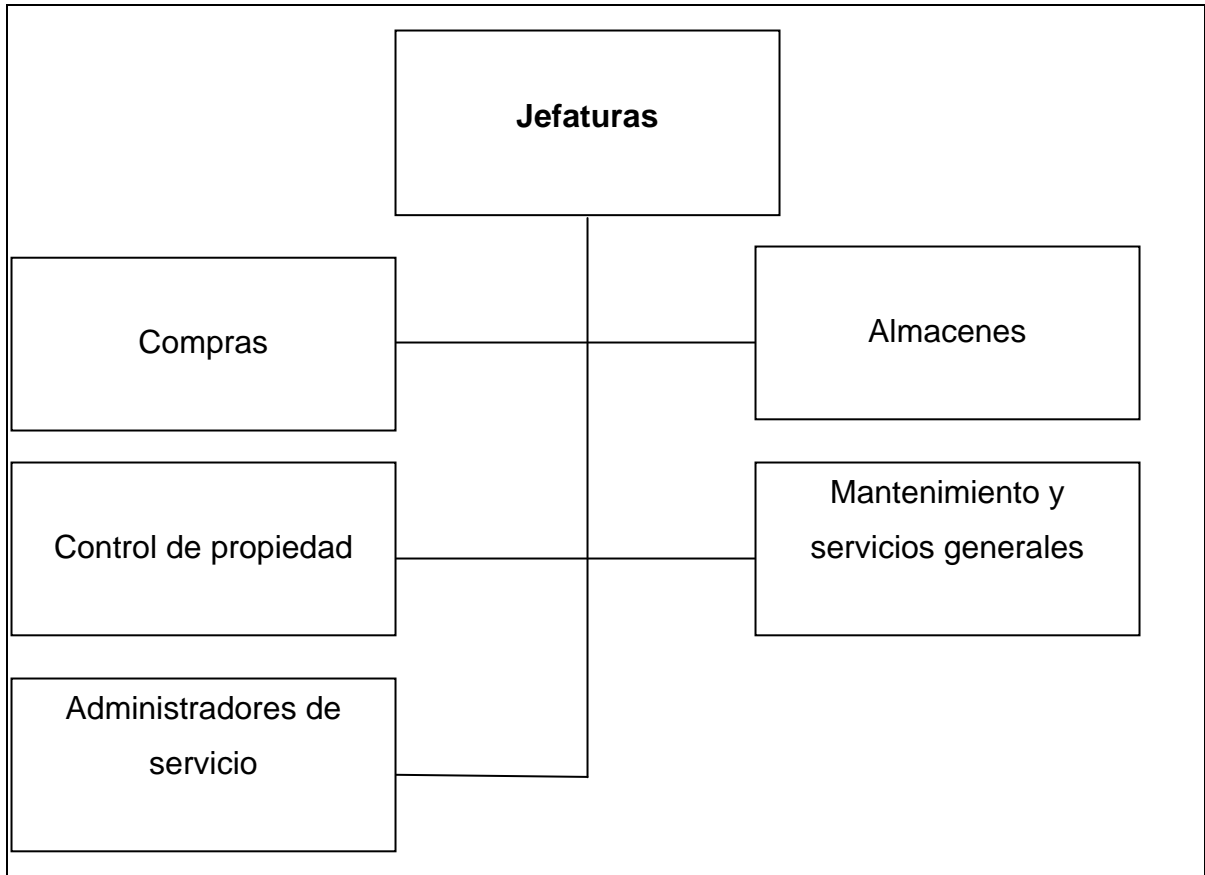 Jefaturas
Compras
Almacenes
Control de propiedad
Mantenimiento y
servicios generales
Administradores de
servicio